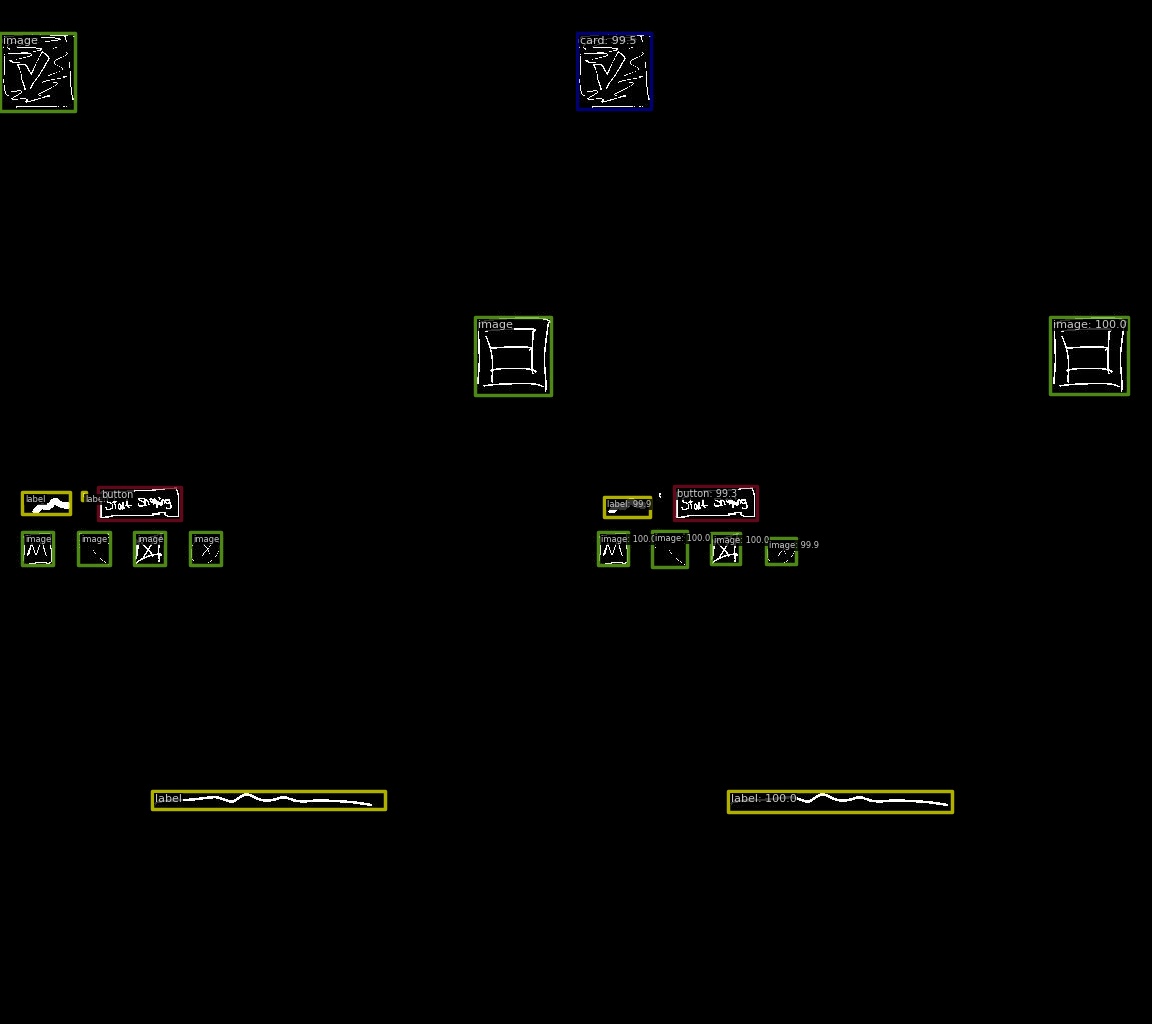 image card: 99.5
image image: 100.0
label label button label: 99.9 button: 99.3
Start Shopping Start Shopping
image image image image image: 100.0 image: 100.0 image: 100.0 image: 99.9
label label: 100.0